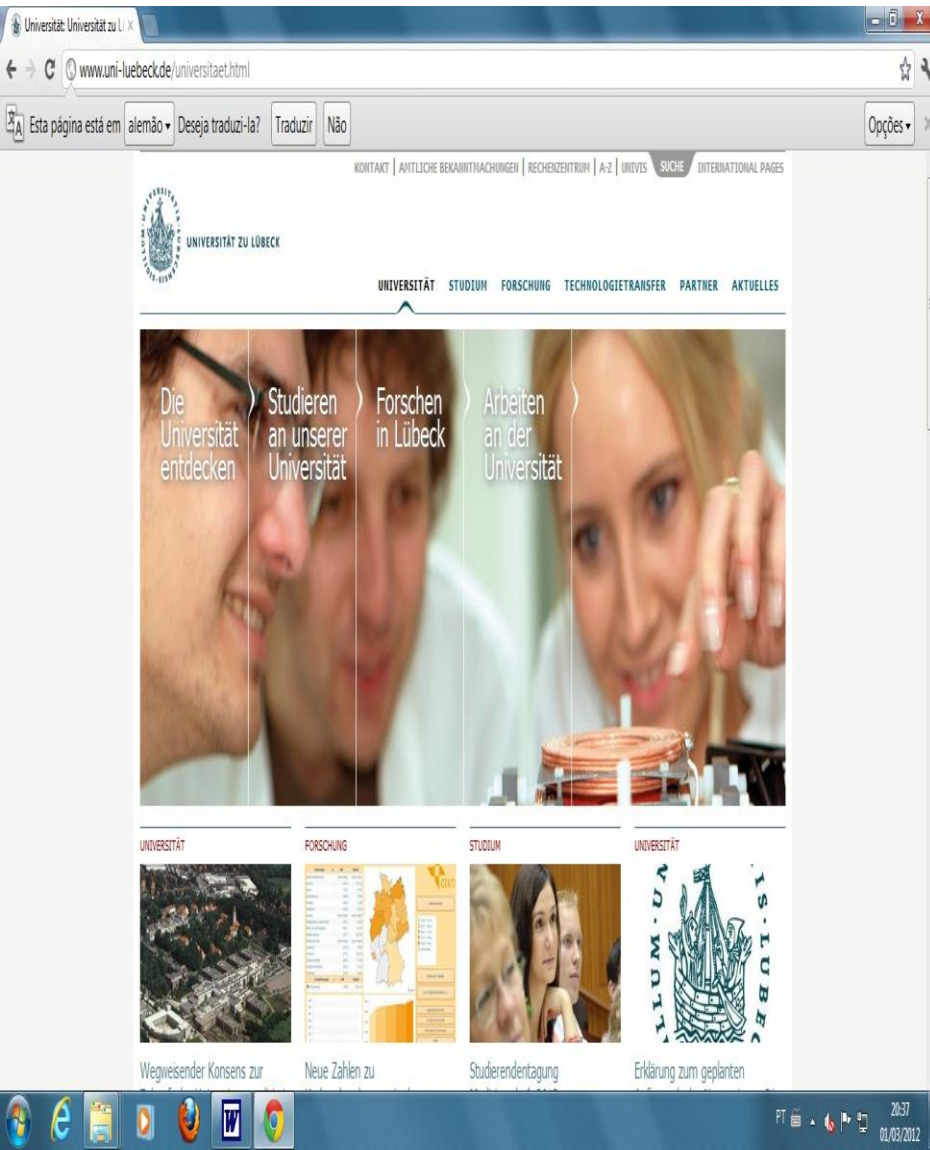 Universität: Universität zu L
www.uni-luebeck.de/universitaet.html
Esta página está em alemão Deseja traduzi-la? Traduzir Não Opções
KONTAKT | AMTLICHE BEKANNTMACHUNGEN | RECHENZENTRUM | A-Z | UNIVIS SUCHE INTERNATIONAL PAGES
UNIVERSITÄT ZU LÜBECK
UNIVERSITÄT STUDIUM FORSCHUNG TECHNOLOGIETRANSFER PARTNER AKTUELLES
Die
Universität
entdecken
Studieren
an unserer
Universität
Forschen
in Lübeck
Arbeiten
an der
Universität
UNIVERSITÄT
FORSCHUNG
STUDIUM
UNIVERSITÄT
Wegweisender Konsens zur
Neue Zahlen zu
Studierendentagung
Erklärung zum geplanten
PT
20:37
01/03/2012